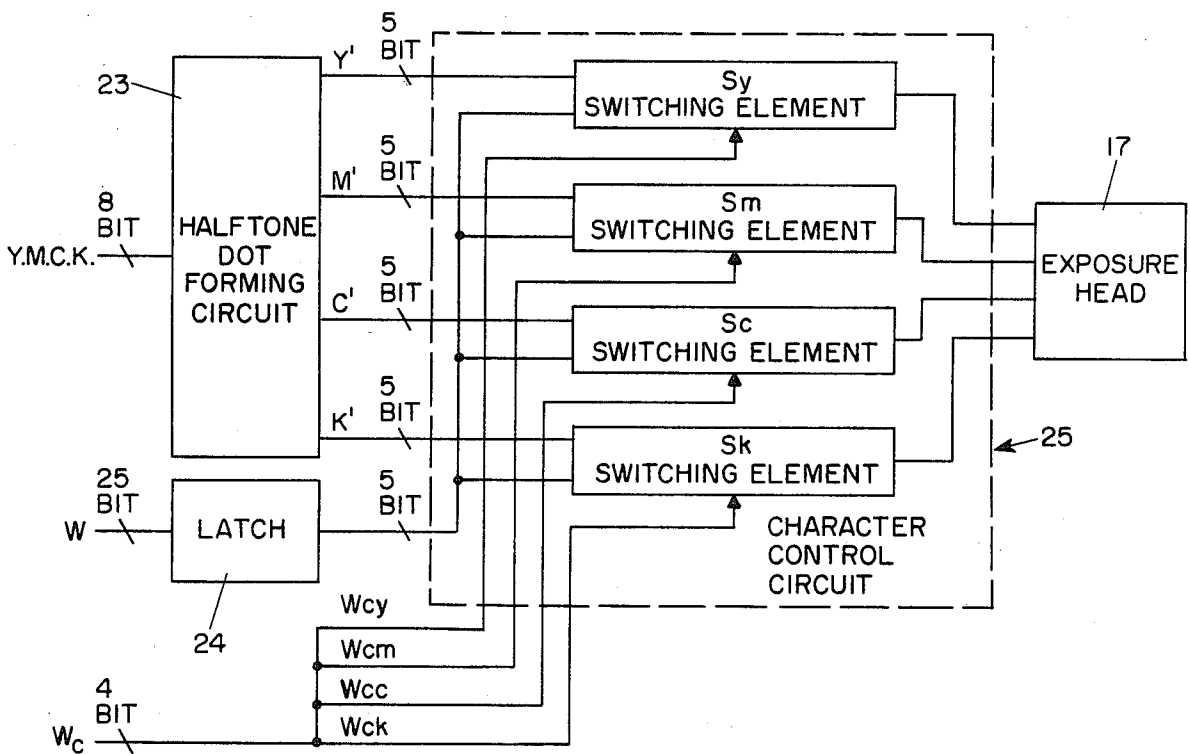 23
Y.M.C.K.
8
BIT
HALFTONE
DOT
FORMING
CIRCUIT
Y'
5
BIT
M'
5
BIT
C'
5
BIT
K'
5
BIT
Sy
SWITCHING ELEMENT
Sm
SWITCHING ELEMENT
Sc
SWITCHING ELEMENT
Sk
SWITCHING ELEMENT
17
EXPOSURE
HEAD
25
CHARACTER
CONTROL
CIRCUIT
W
25
BIT
LATCH
5
BIT
24
Wcy
Wcm
Wcc
Wck
Wc
4
BIT